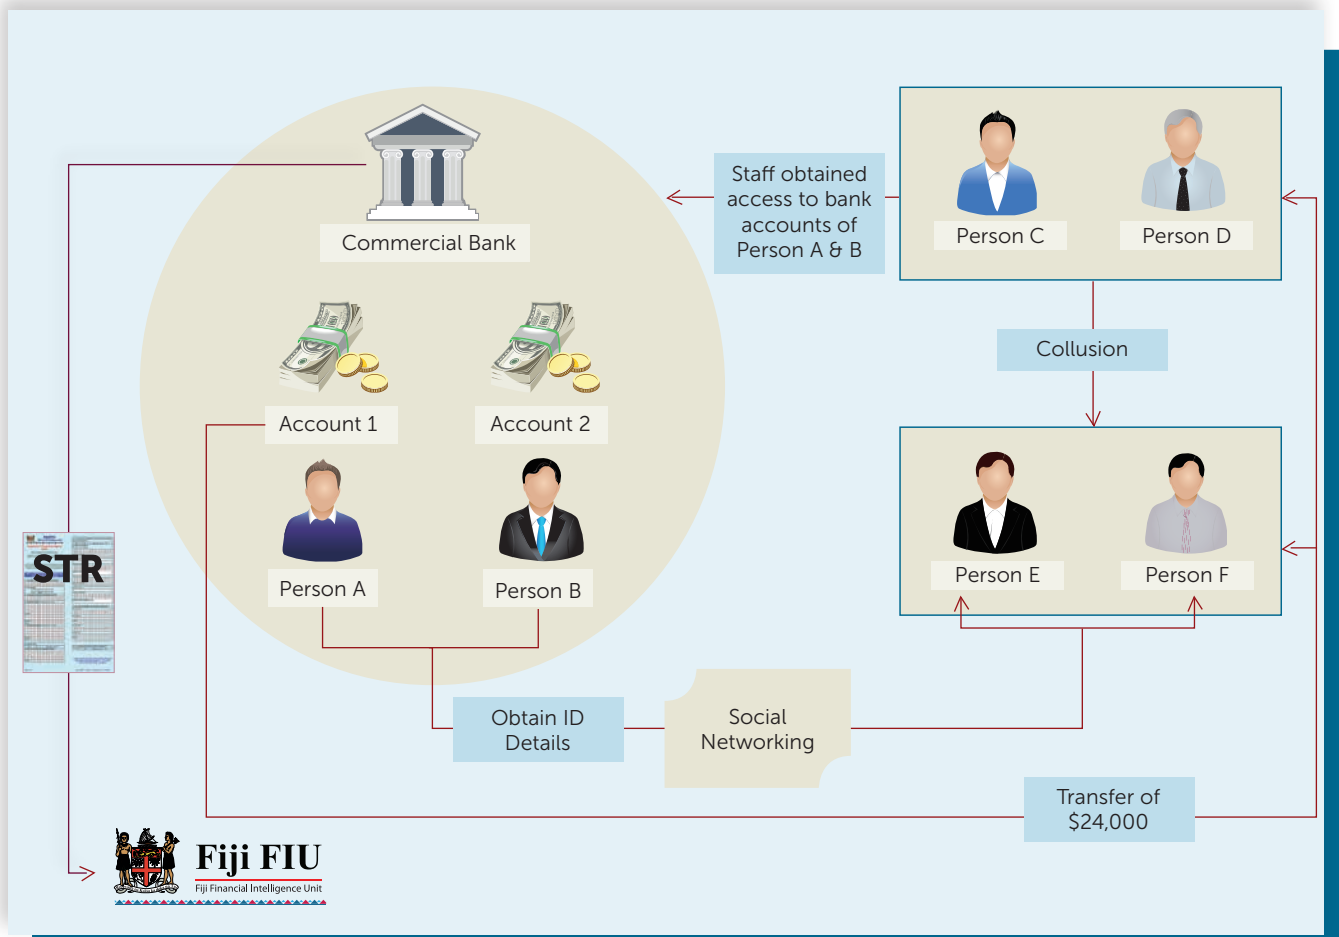 Commercial Bank
Staff obtained
access to bank
accounts of
Person A & B
Person C
Person D
Collusion
Account 1
Account 2
Person A
Person B
Person E
Person F
STR
Obtain ID
Details
Social
Networking
Transfer of
$24,000
Fiji FIU
Fiji Financial Intelligence Unit